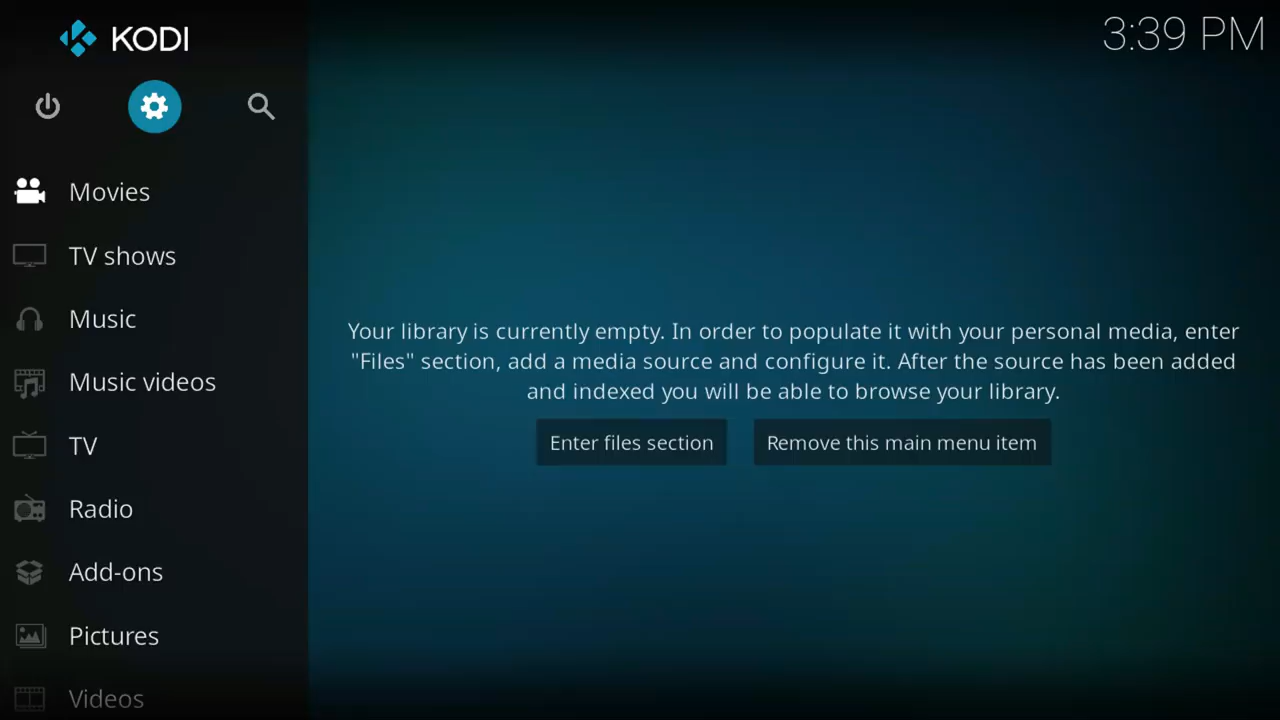 KODI
3:39 PM
Movies
TV shows
Music
Music videos
TV
Radio
Add-ons
Pictures
Videos
Your library is currently empty. In order to populate it with your personal media, enter
"Files" section, add a media source and configure it. After the source has been added
and indexed you will be able to browse your library.
Enter files section
Remove this main menu item